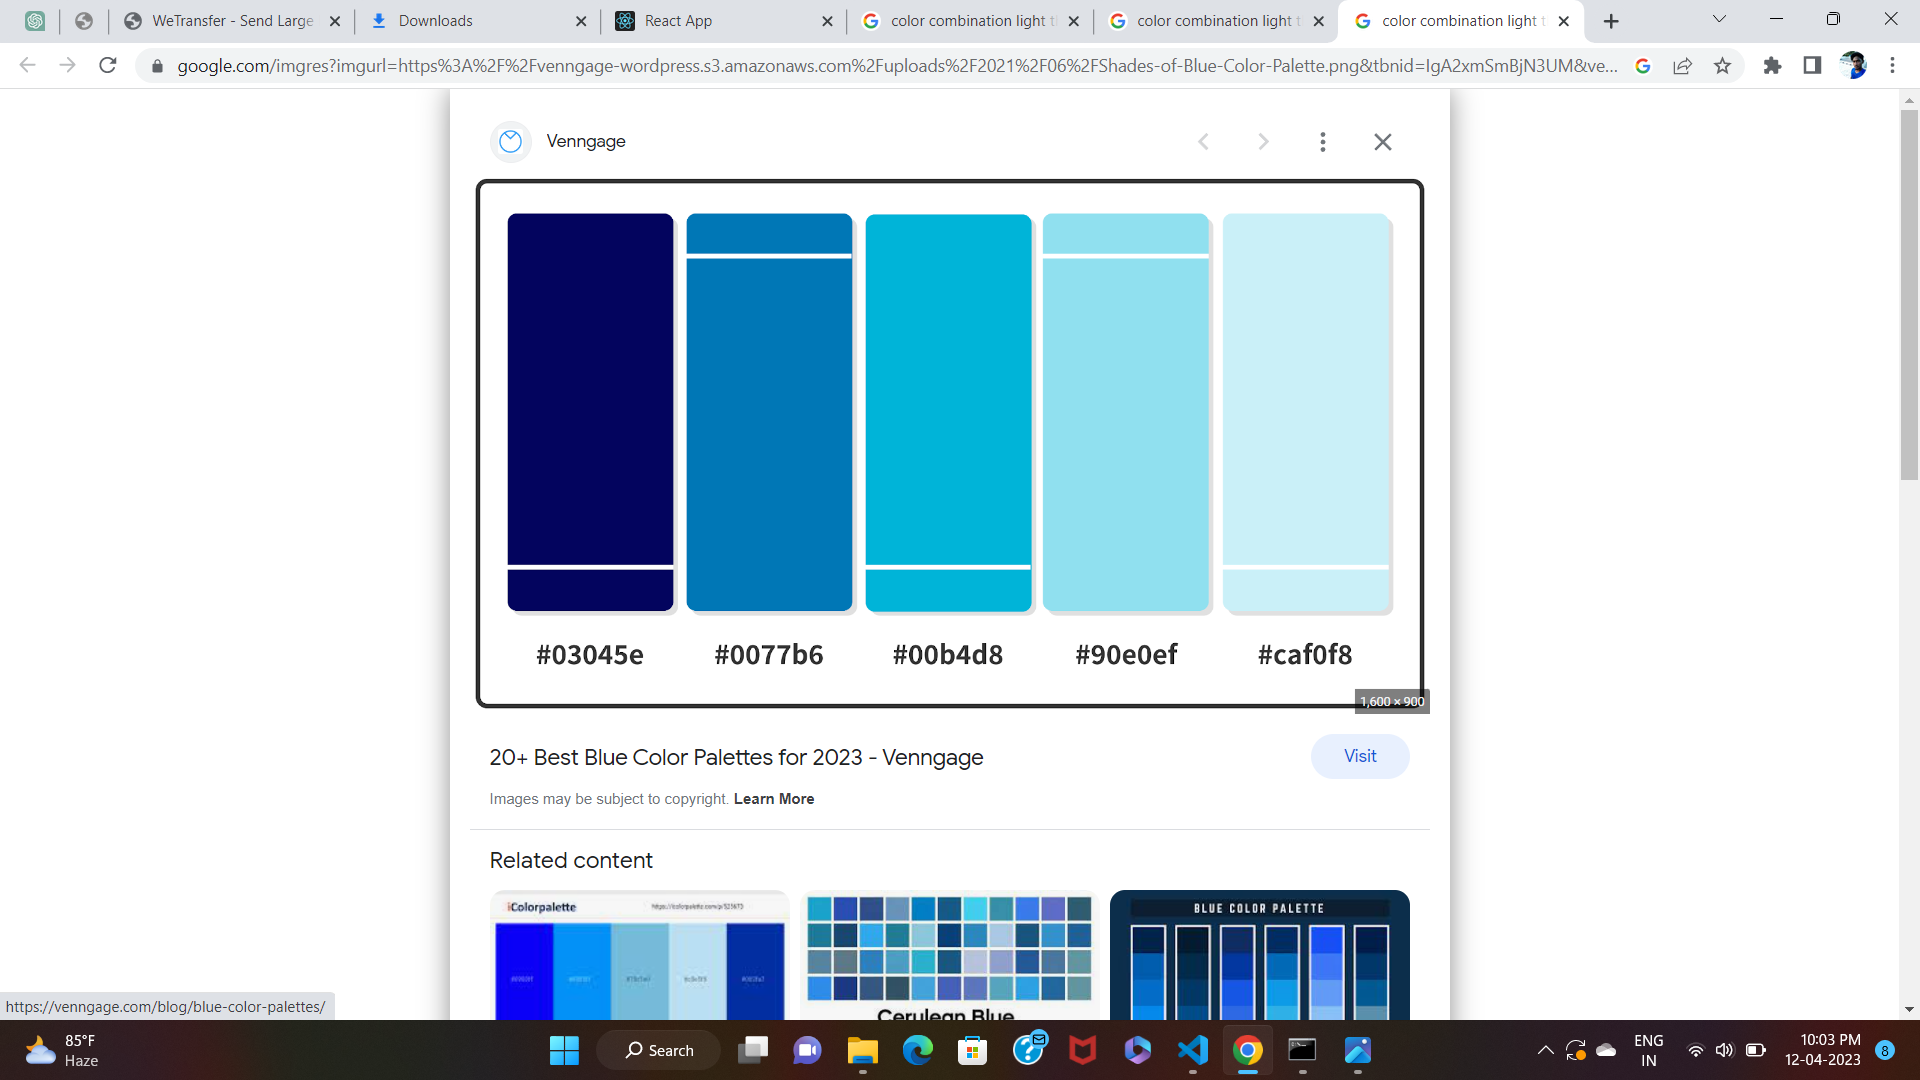 WeTransfer - Send Large
Downloads
React App
color combination light t
color combination light t
color combination light t
google.com/imgres?imgurl=https%3A%2F%2Fvenngage-wordpress.s3.amazonaws.com%2Fuploads%2F2021%2F06%2FShades-of-Blue-Color-Palette.png&tbnid=IgA2xmSmBjN3UM&ve...
Venngage
#03045e
#0077b6
#00b4d8
#90e0ef
#caf0f8
1,600 × 900
20+ Best Blue Color Palettes for 2023 - Venngage
Visit
Images may be subject to copyright. Learn More
Related content
iColorpalette
BLUE COLOR PALETTE
Cerulean Blue
https://venngage.com/blog/blue-color-palettes/
85°F
Haze
Search
ENG
IN
10:03 PM
12-04-2023
8